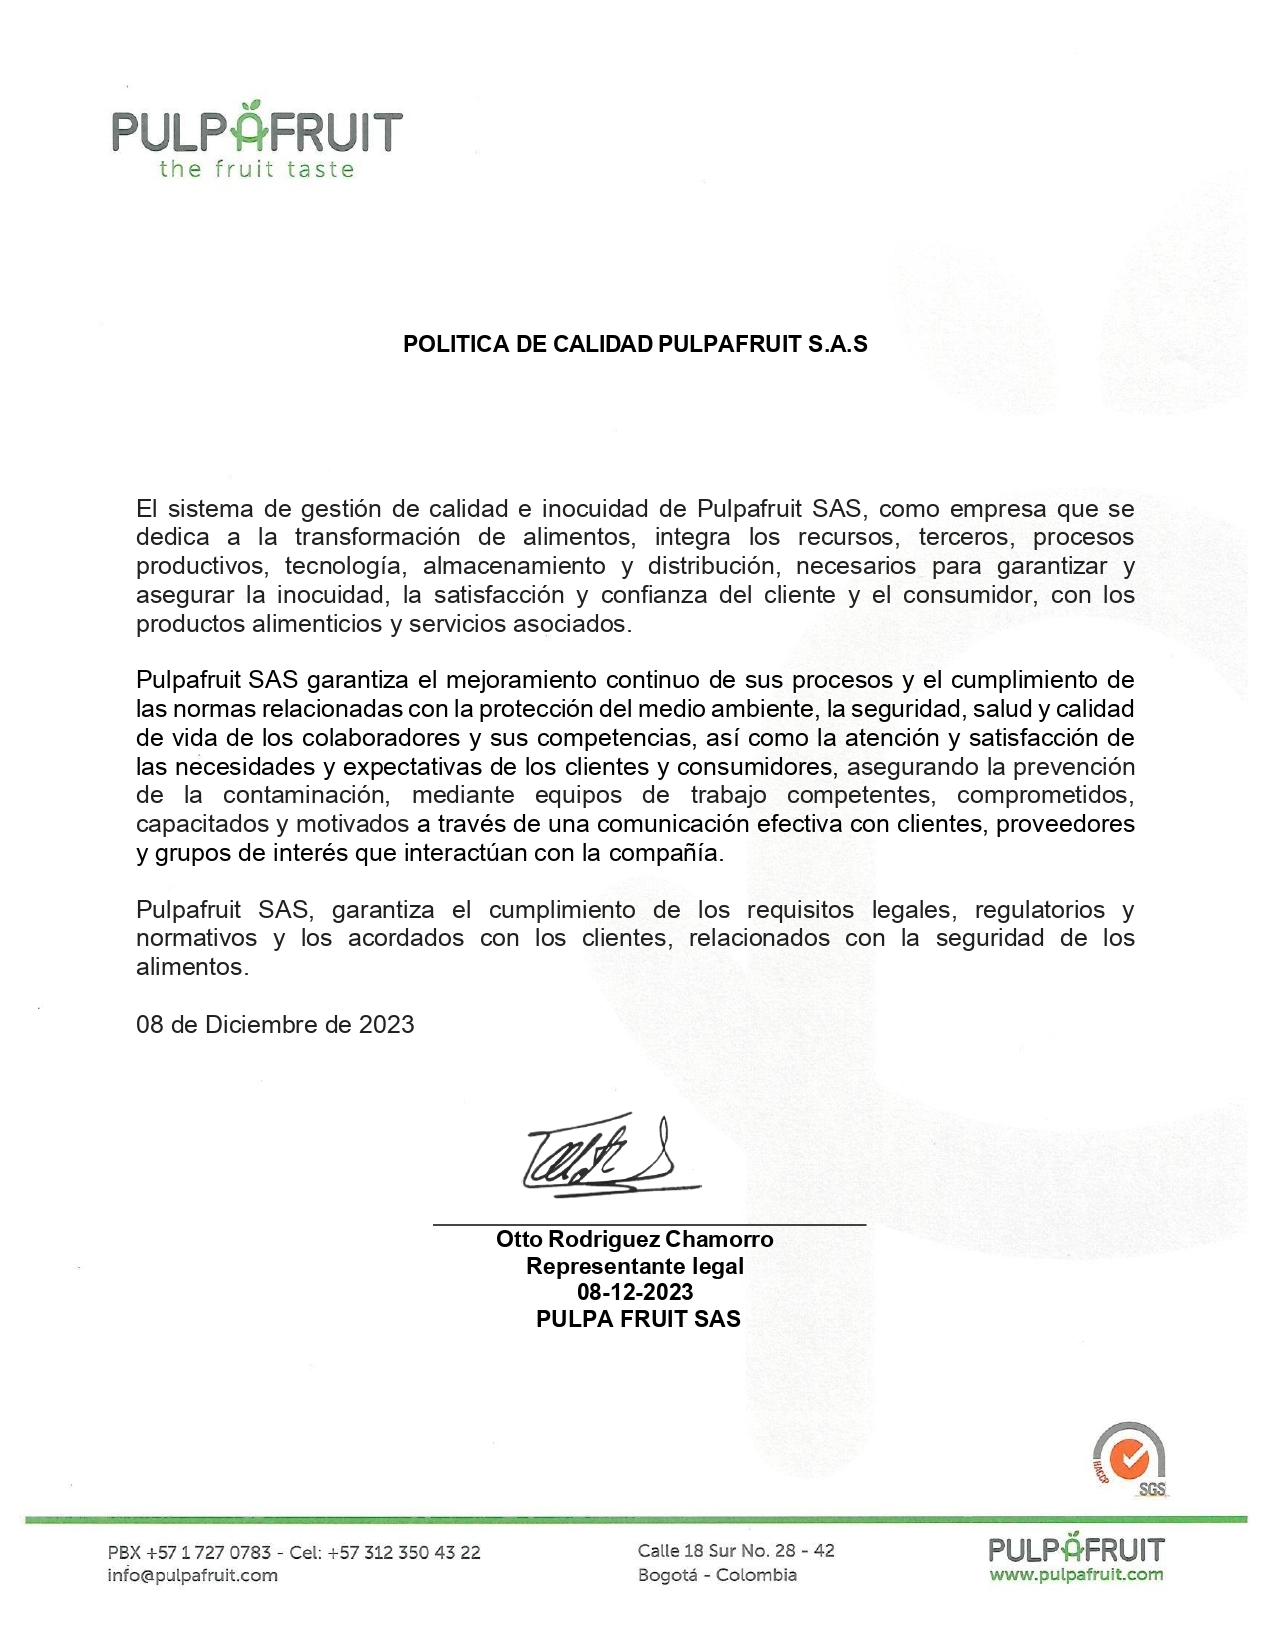 PULPAFRUIT
the fruit taste
POLITICA DE CALIDAD PULPAFRUIT S.A.S
El sistema de gestión de calidad e inocuidad de Pulpafruit SAS, como empresa que se
dedica a la transformación de alimentos, integra los recursos, terceros, procesos
productivos, tecnología, almacenamiento y distribución, necesarios para garantizar y
asegurar la inocuidad, la satisfacción y confianza del cliente y el consumidor, con los
productos alimenticios y servicios asociados.
Pulpafruit SAS garantiza el mejoramiento continuo de sus procesos y el cumplimiento de
las normas relacionadas con la protección del medio ambiente, la seguridad, salud y calidad
de vida de los colaboradores y sus competencias, así como la atención y satisfacción de
las necesidades y expectativas de los clientes y consumidores, asegurando la prevención
de la contaminación, mediante equipos de trabajo competentes, comprometidos,
capacitados y motivados a través de una comunicación efectiva con clientes, proveedores
y grupos de interés que interactúan con la compañía.
Pulpafruit SAS, garantiza el cumplimiento de los requisitos legales, regulatorios y
normativos y los acordados con los clientes, relacionados con la seguridad de los
alimentos.
08 de Diciembre de 2023
Otto Rodriguez Chamorro
Representante legal
08-12-2023
PULPA FRUIT SAS
HACCP
SGS
PBX +57 1 727 0783 - Cel: +57 312 350 43 22
info@pulpafruit.com
Calle 18 Sur No. 28 - 42
Bogotá - Colombia
PULPAFRUIT
www.pulpafruit.com